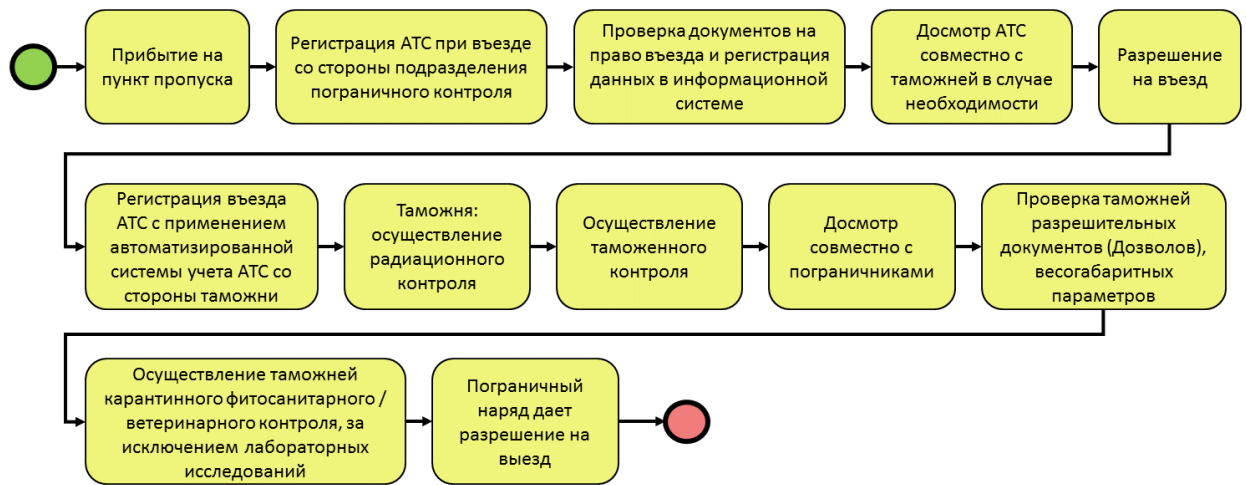 Прибытие на
пункт пропуска
Регистрация АТС при въезде
со стороны подразделения
пограничного контроля
Проверка документов на
право въезда и регистрация
данных в информационной
системе
Досмотр АТС
совместно с
таможней в случае
необходимости
Разрешение
на въезд
Регистрация въезда
АТС с применением
автоматизированной
системы учета АТС со
стороны таможни
Таможня:
осуществление
радиационного
контроля
Осуществление
таможенного
контроля
Досмотр
совместно с
пограничниками
Проверка таможней
разрешительных
документов (Дозволов),
весогабаритных
параметров
Осуществление таможней
карантинного фитосанитарного /
ветеринарного контроля, за
исключением лабораторных
исследований
Пограничный
наряд дает
разрешение на
выезд